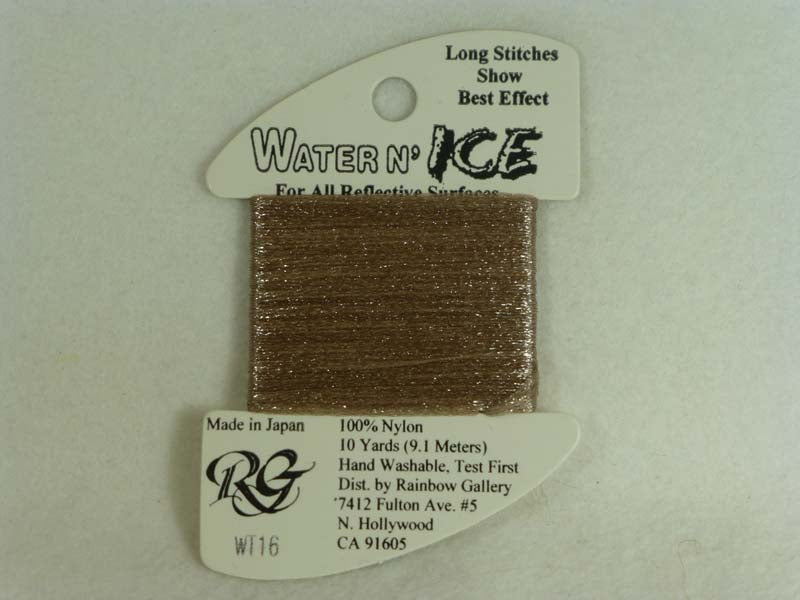 Long Stitches
Show
Best Effect
WATER N' ICE
For All Reflective Surfaces
Made in Japan
100% Nylon
10 Yards (9.1 Meters)
Hand Washable, Test First
Dist. by Rainbow Gallery
7412 Fulton Ave. #5
N. Hollywood
CA 91605
RG
WT16